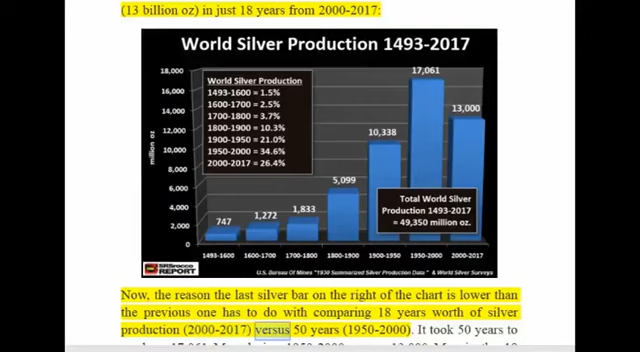 (13 billion oz) in just 18 years from 2000-2017:
World Silver Production 1493-2017
18,000
16,000
14,000
12,000
10,000
8,000
6,000
4,000
2,000
0
million oz
World Silver Production
1493-1600 = 1.5%
1600-1700 = 2.5%
1700-1800 = 3.7%
1800-1900 = 10.3%
1900-1950 = 21.0%
1950-2000 = 34.6%
2000-2017 = 26.4%
747
1,272
1,833
5,099
10,338
17,061
13,000
Total World Silver
Production 1493-2017
= 49,350 million oz.
1493-1600 1600-1700 1700-1800 1800-1900 1900-1950 1950-2000 2000-2017
SRSrocco
REPORT
U.S. Bureau Of Mines "1930 Summarized Silver Production Data" & World Silver Surveys
Now, the reason the last silver bar on the right of the chart is lower than
the previous one has to do with comparing 18 years worth of silver
production (2000-2017) versus 50 years (1950-2000). It took 50 years to